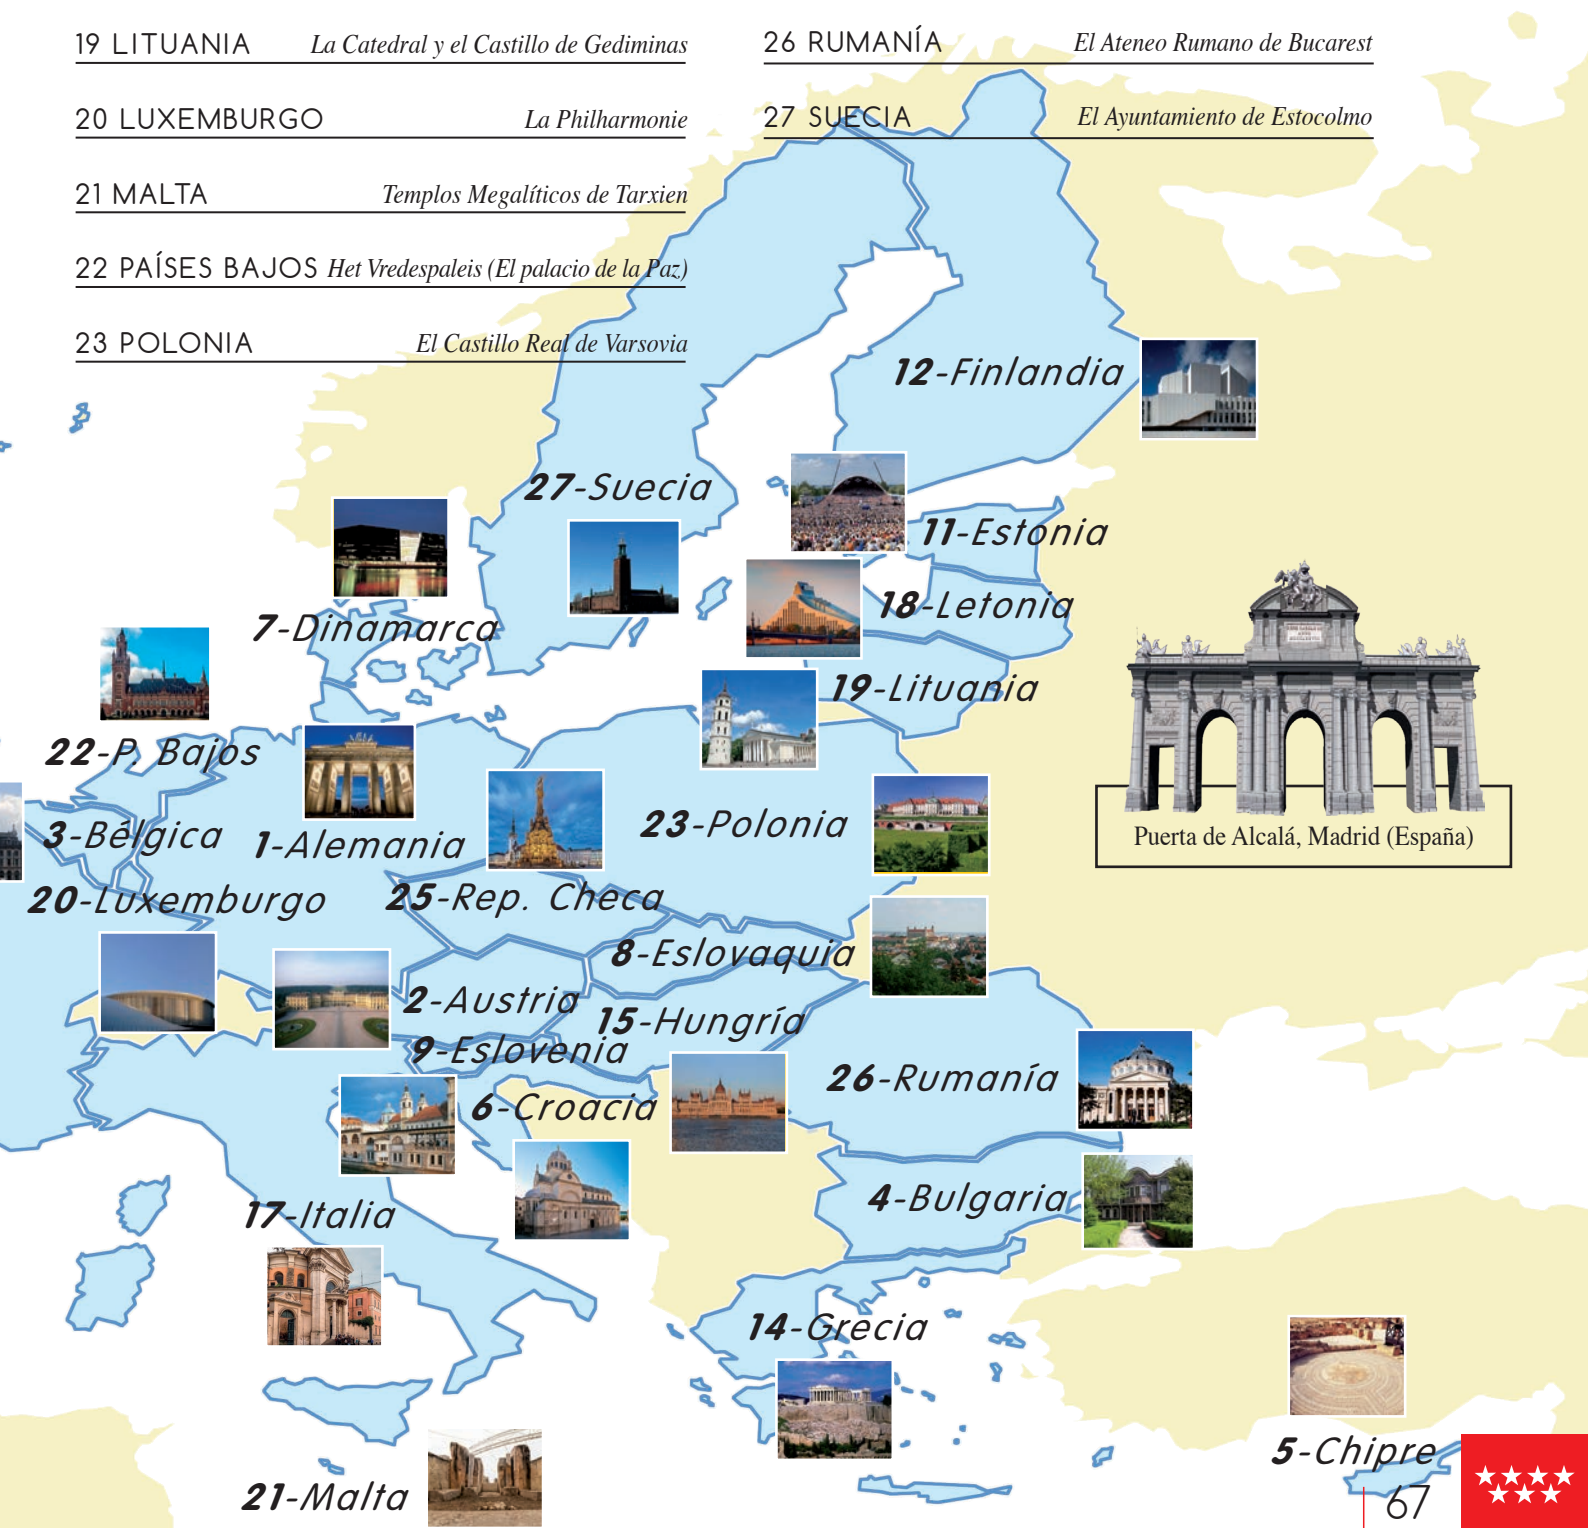 19 LITUANIA La Catedral y el Castillo de Gediminas
20 LUXEMBURGO La Philharmonie
21 MALTA Templos Megalíticos de Tarxien
22 PAÍSES BAJOS Het Vredespaleis (El palacio de la Paz)
23 POLONIA El Castillo Real de Varsovia
26 RUMANÍA El Ateneo Rumano de Bucarest
27 SUECIA El Ayuntamiento de Estocolmo
12-Finlandia
27-Suecia
11-Estonia
18-Letonia
7-Dinamarca
19-Lituania
22-P. Bajos
23-Polonia
3-Bélgica
1-Alemania
Puerta de Alcalá, Madrid (España)
20-Luxemburgo
25-Rep. Checa
8-Eslovaquia
2-Austria
15-Hungría
9-Eslovenia
26-Rumanía
6-Croacia
4-Bulgaria
17-Italia
14-Grecia
5-Chipre
21-Malta
67